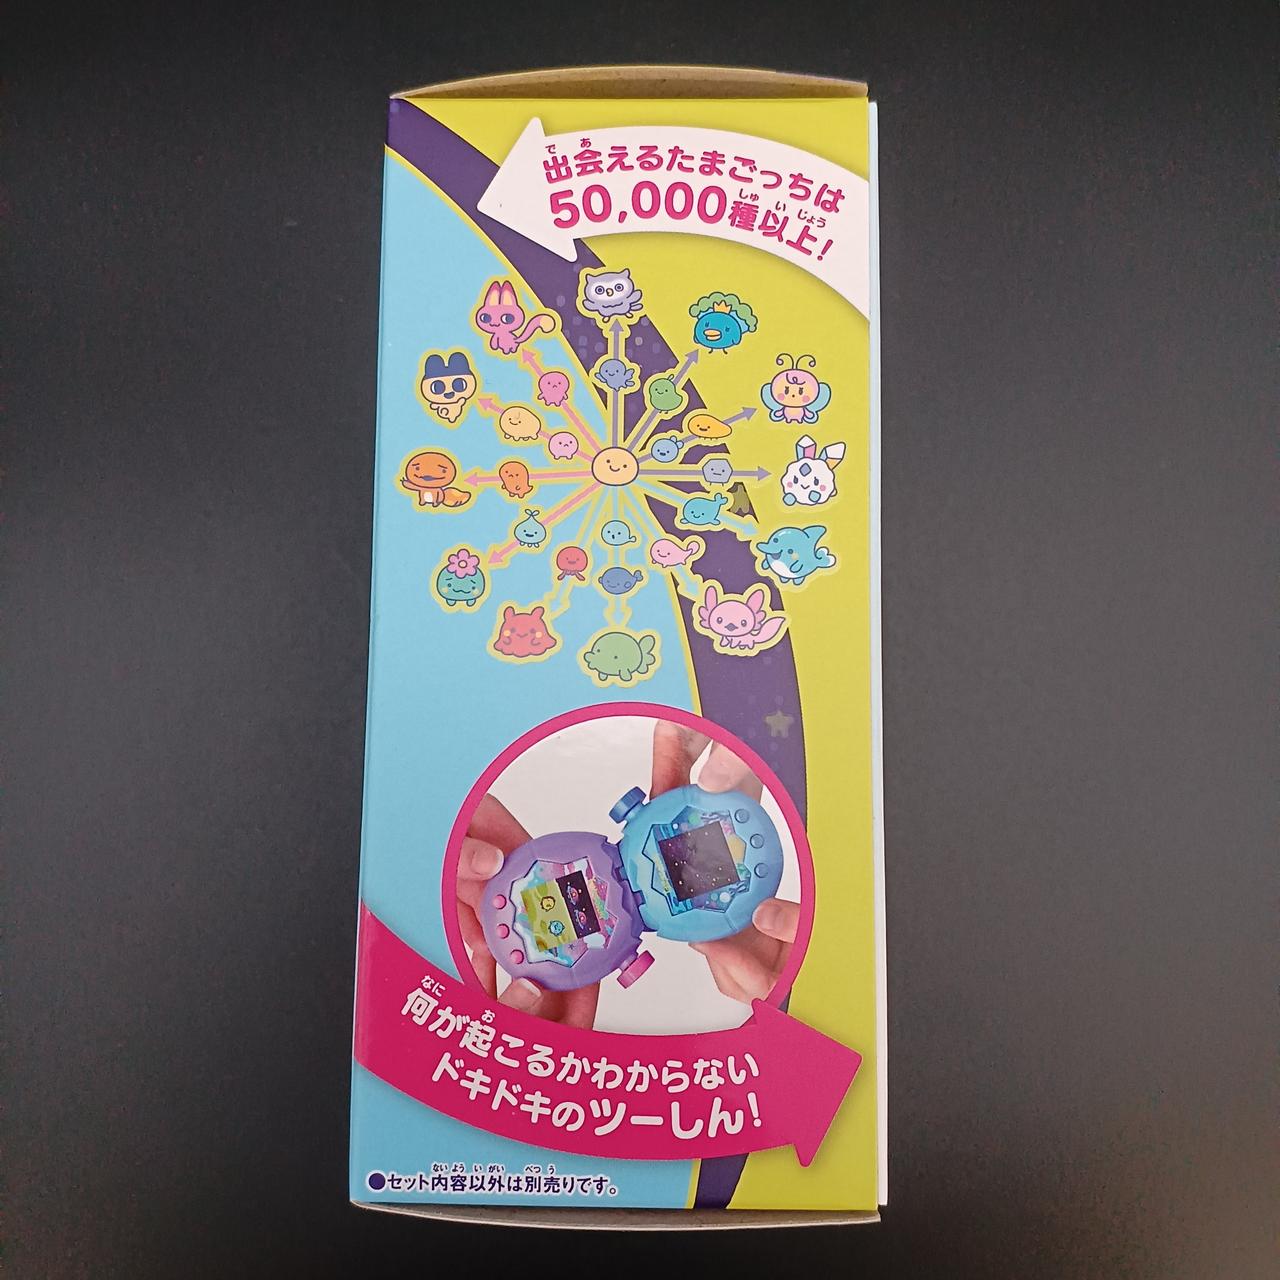 出会えるたまごっちは
50,000種以上!
何が起こるかわからない
ドキドキのツーしん!
●セット内容以外は別売りです。